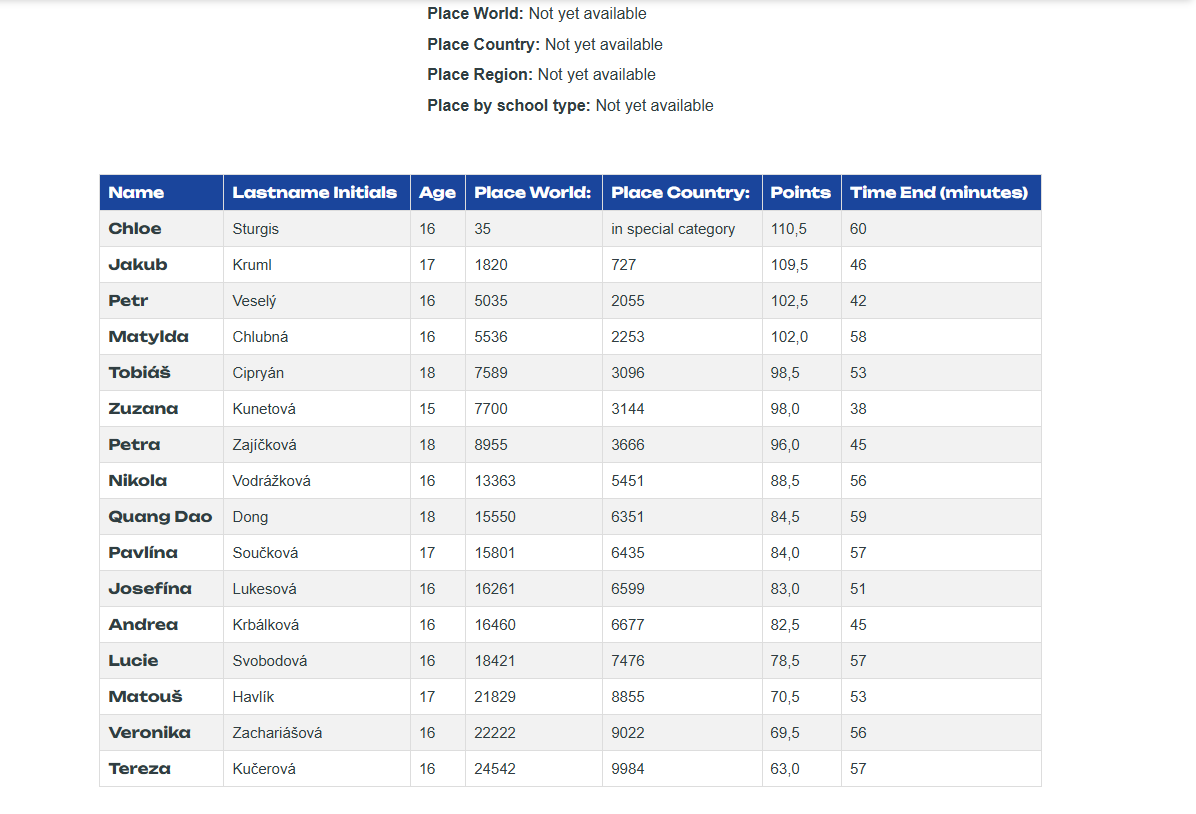 Place World: Not yet available
Place Country: Not yet available
Place Region: Not yet available
Place by school type: Not yet available
Name Lastname Initials Age Place World: Place Country: Points Time End (minutes)
Chloe Sturgis 16 35 in special category 110,5 60
Jakub Kruml 17 1820 727 109,5 46
Petr Veselý 16 5035 2055 102,5 42
Matylda Chlubná 16 5536 2253 102,0 58
Tobiáš Cipryán 18 7589 3096 98,5 53
Zuzana Kunetová 15 7700 3144 98,0 38
Petra Zajíčková 18 8955 3666 96,0 45
Nikola Vodrážková 16 13363 5451 88,5 56
Quang Dao Dong 18 15550 6351 84,5 59
Pavlína Součková 17 15801 6435 84,0 57
Josefína Lukesová 16 16261 6599 83,0 51
Andrea Krbálková 16 16460 6677 82,5 45
Lucie Svobodová 16 18421 7476 78,5 57
Matouš Havlík 17 21829 8855 70,5 53
Veronika Zachariášová 16 22222 9022 69,5 56
Tereza Kučerová 16 24542 9984 63,0 57